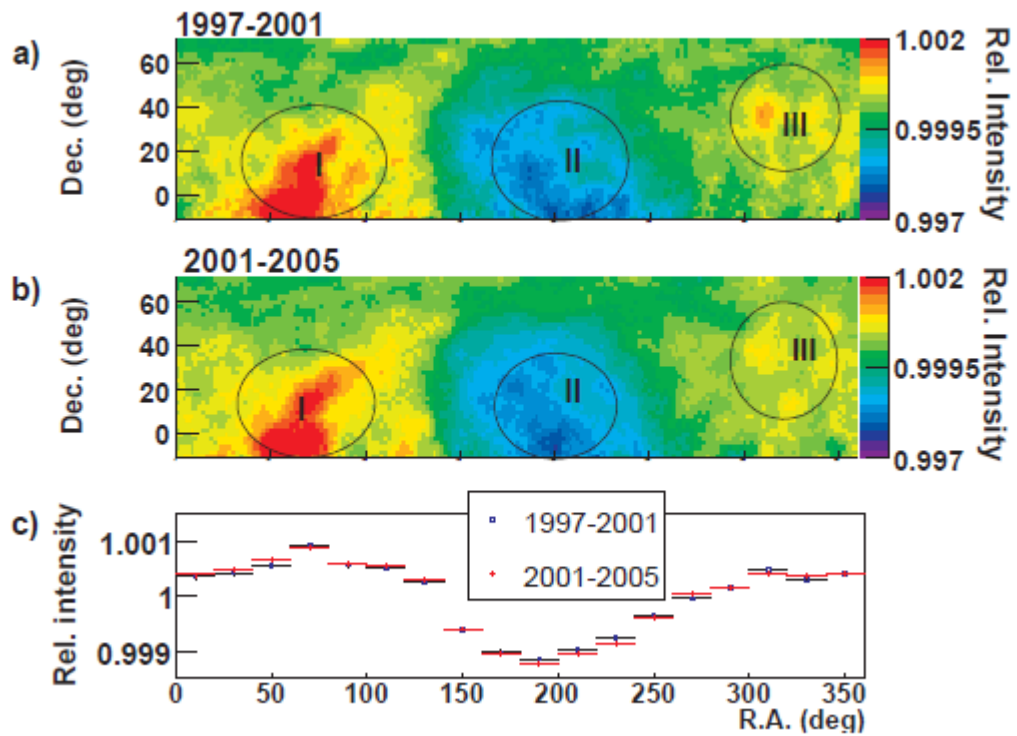 1997-2001
a)
Dec. (deg)
60
40
20
0
I
II
III
1.002
0.9995
0.997
Rel. Intensity
2001-2005
b)
Dec. (deg)
60
40
20
0
I
II
III
1.002
0.9995
0.997
Rel. Intensity
c)
Rel. intensity
1.001
1
0.999
1997-2001
2001-2005
0 50 100 150 200 250 300 350
R.A. (deg)